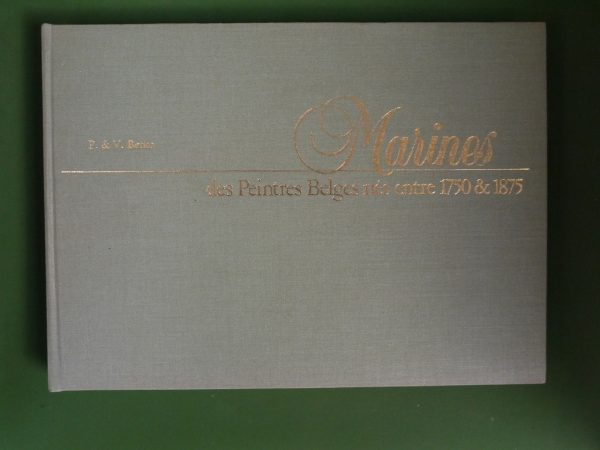 P. & V. Berko
Marines
des Peintres Belges nés entre 1750 & 1875